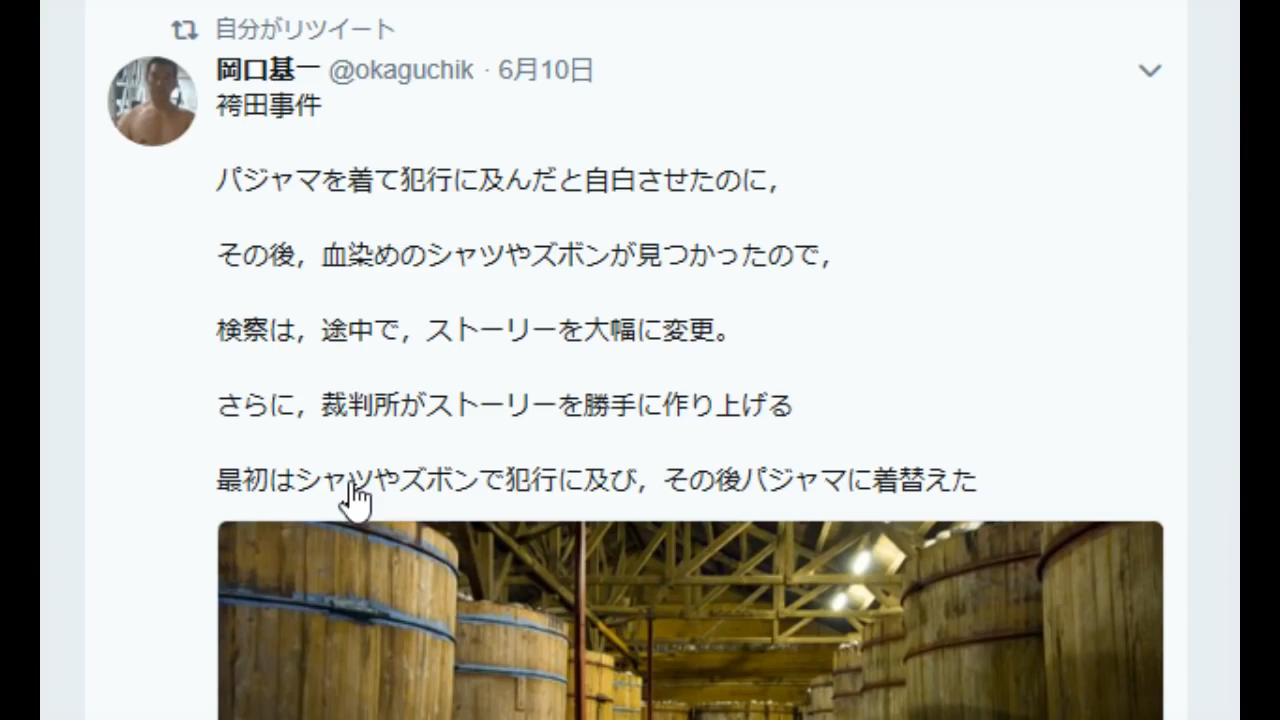 自分がリツイート
岡口基一 @okaguchik · 6月10日
袴田事件
パジャマを着て犯行に及んだと自白させたのに，
その後，血染めのシャツやズボンが見つかったので，
検察は，途中で，ストーリーを大幅に変更。
さらに，裁判所がストーリーを勝手に作り上げる
最初はシャツやズボンで犯行に及び，その後パジャマに着替えた